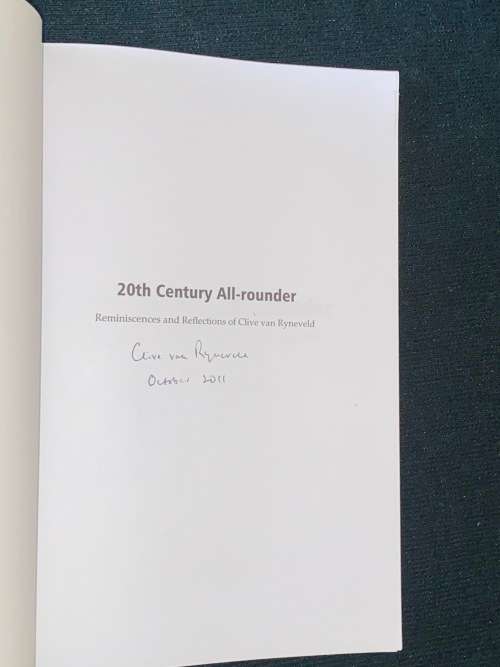 20th Century All-rounder
Reminiscences and Reflections of Clive van Ryneveld
Clive van Ryneveld
October 2011